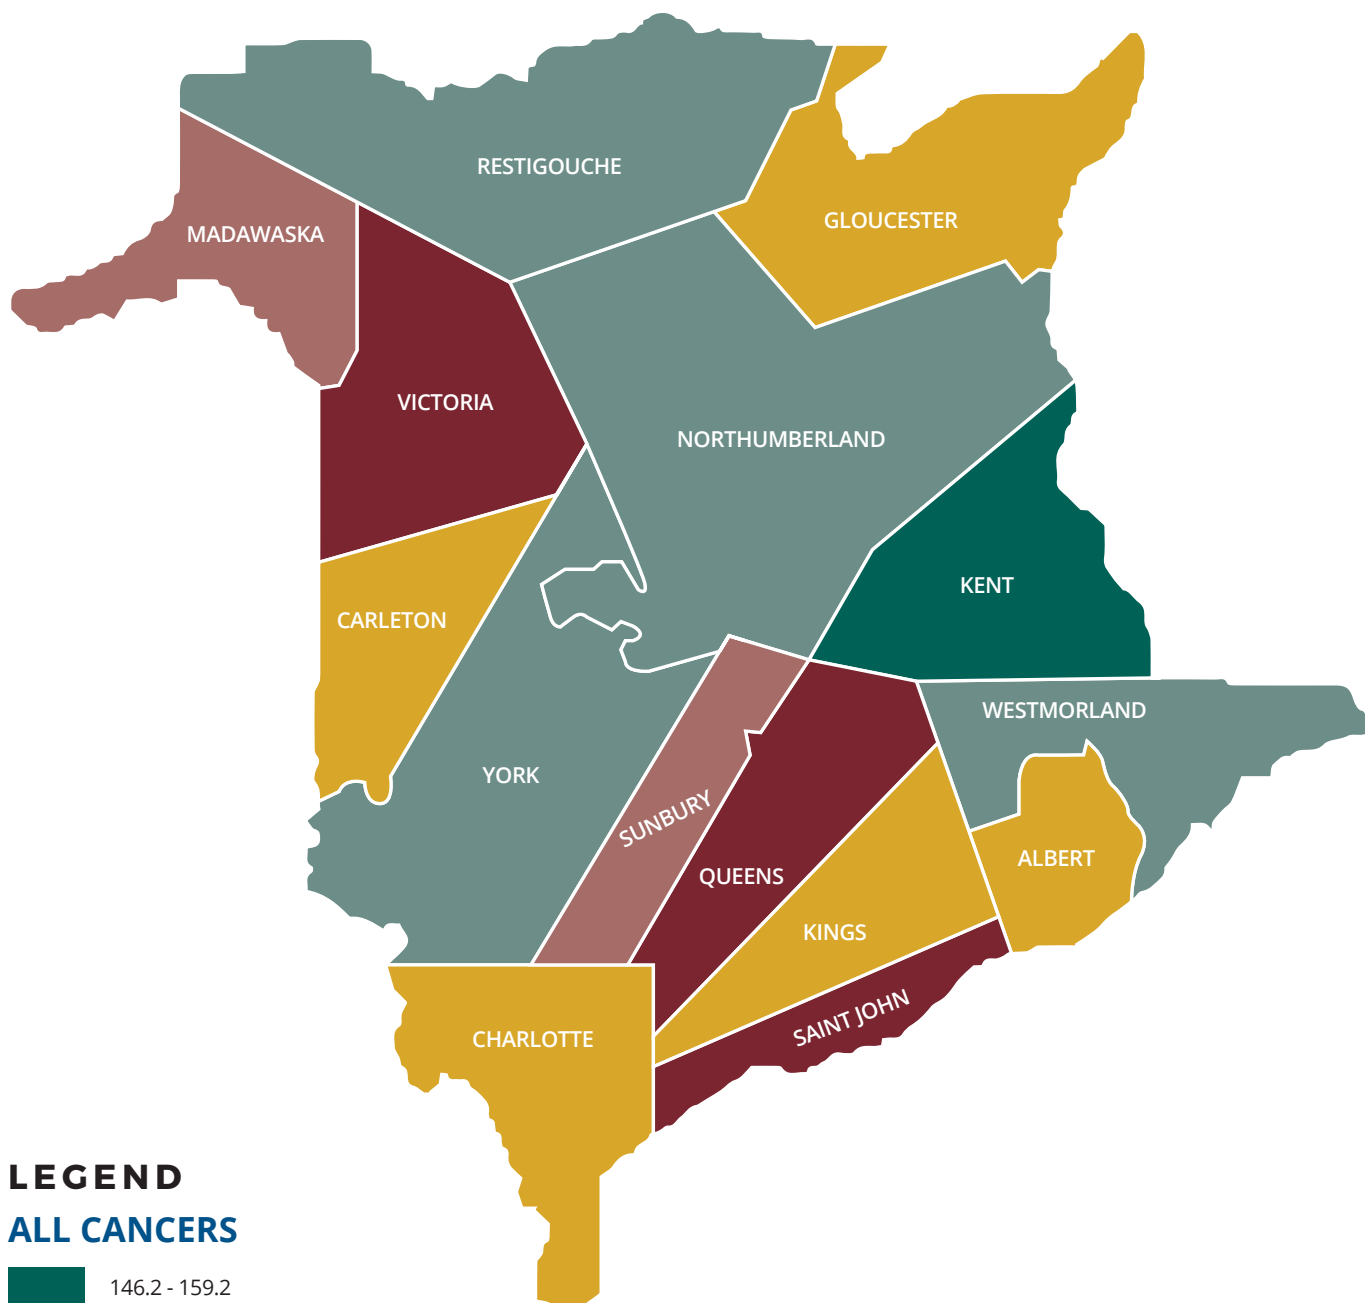 RESTIGOUCHE
GLOUCESTER
MADAWASKA
VICTORIA
NORTHUMBERLAND
KENT
CARLETON
WESTMORLAND
YORK
SUNBURY
ALBERT
QUEENS
KINGS
SAINT JOHN
CHARLOTTE
LEGEND
ALL CANCERS
146.2 - 159.2